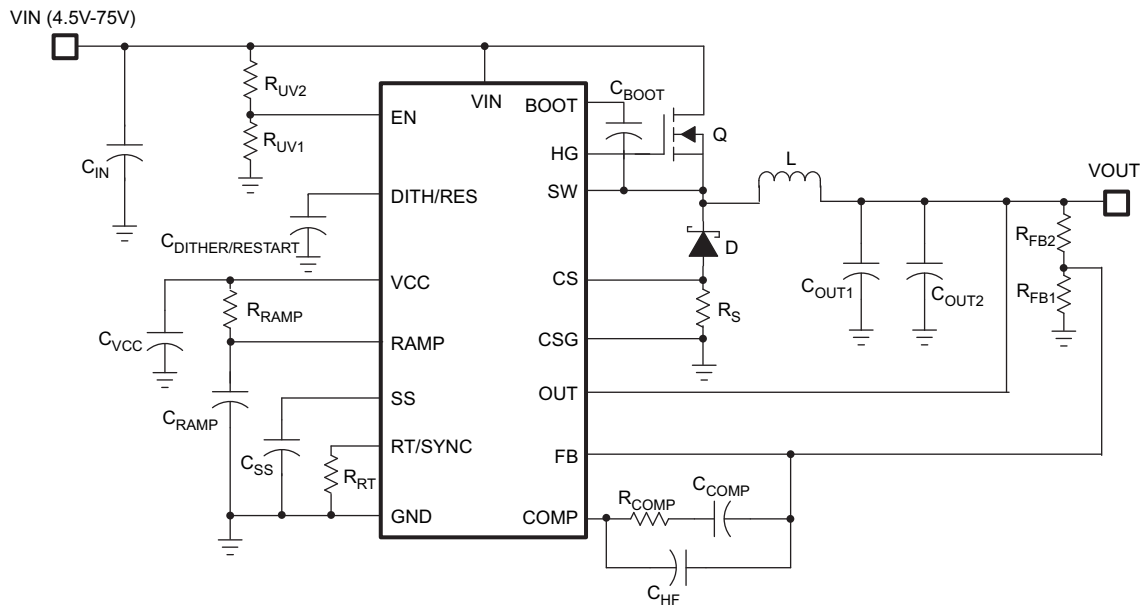 VIN (4.5V-75V)
RUV2
RUV1
CIN
CDITHER/RESTART
RRAMP
CVCC
CRAMP
CSS
RRT
VIN
EN
DITH/RES
VCC
RAMP
SS
RT/SYNC
GND
BOOT
HG
SW
CS
CSG
OUT
FB
COMP
CBOOT
Q
D
RS
L
VOUT
COUT1
COUT2
RFB2
RFB1
RCOMP
CCOMP
CHF